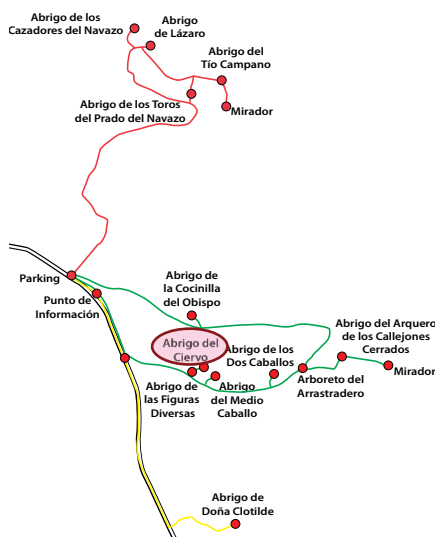 Abrigo de los
Cazadores del Navazo
Abrigo
de Lázaro
Abrigo del
Tío Campano
Abrigo de los Toros
del Prado del Navazo
Mirador
Parking
Punto de
Información
Abrigo de
la Cocinilla
del Obispo
Abrigo del
Ciervo
Abrigo de los
Dos Caballos
Abrigo del Arquero
de los Callejones
Cerrados
Mirador
Arboreto del
Arrastradero
Abrigo de
las Figuras
Diversas
Abrigo
del Medio
Caballo
Abrigo de
Doña Clotilde